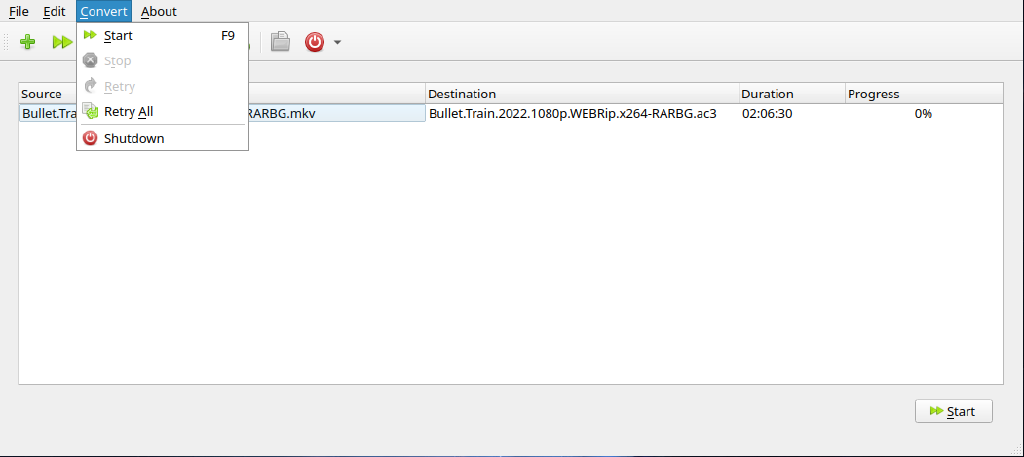 File Edit Convert About
Start F9
Stop
Retry
Retry All
Shutdown
Source Destination Duration Progress
Bullet.Tra RARBG.mkv Bullet.Train.2022.1080p.WEBRip.x264-RARBG.ac3 02:06:30 0%
Start